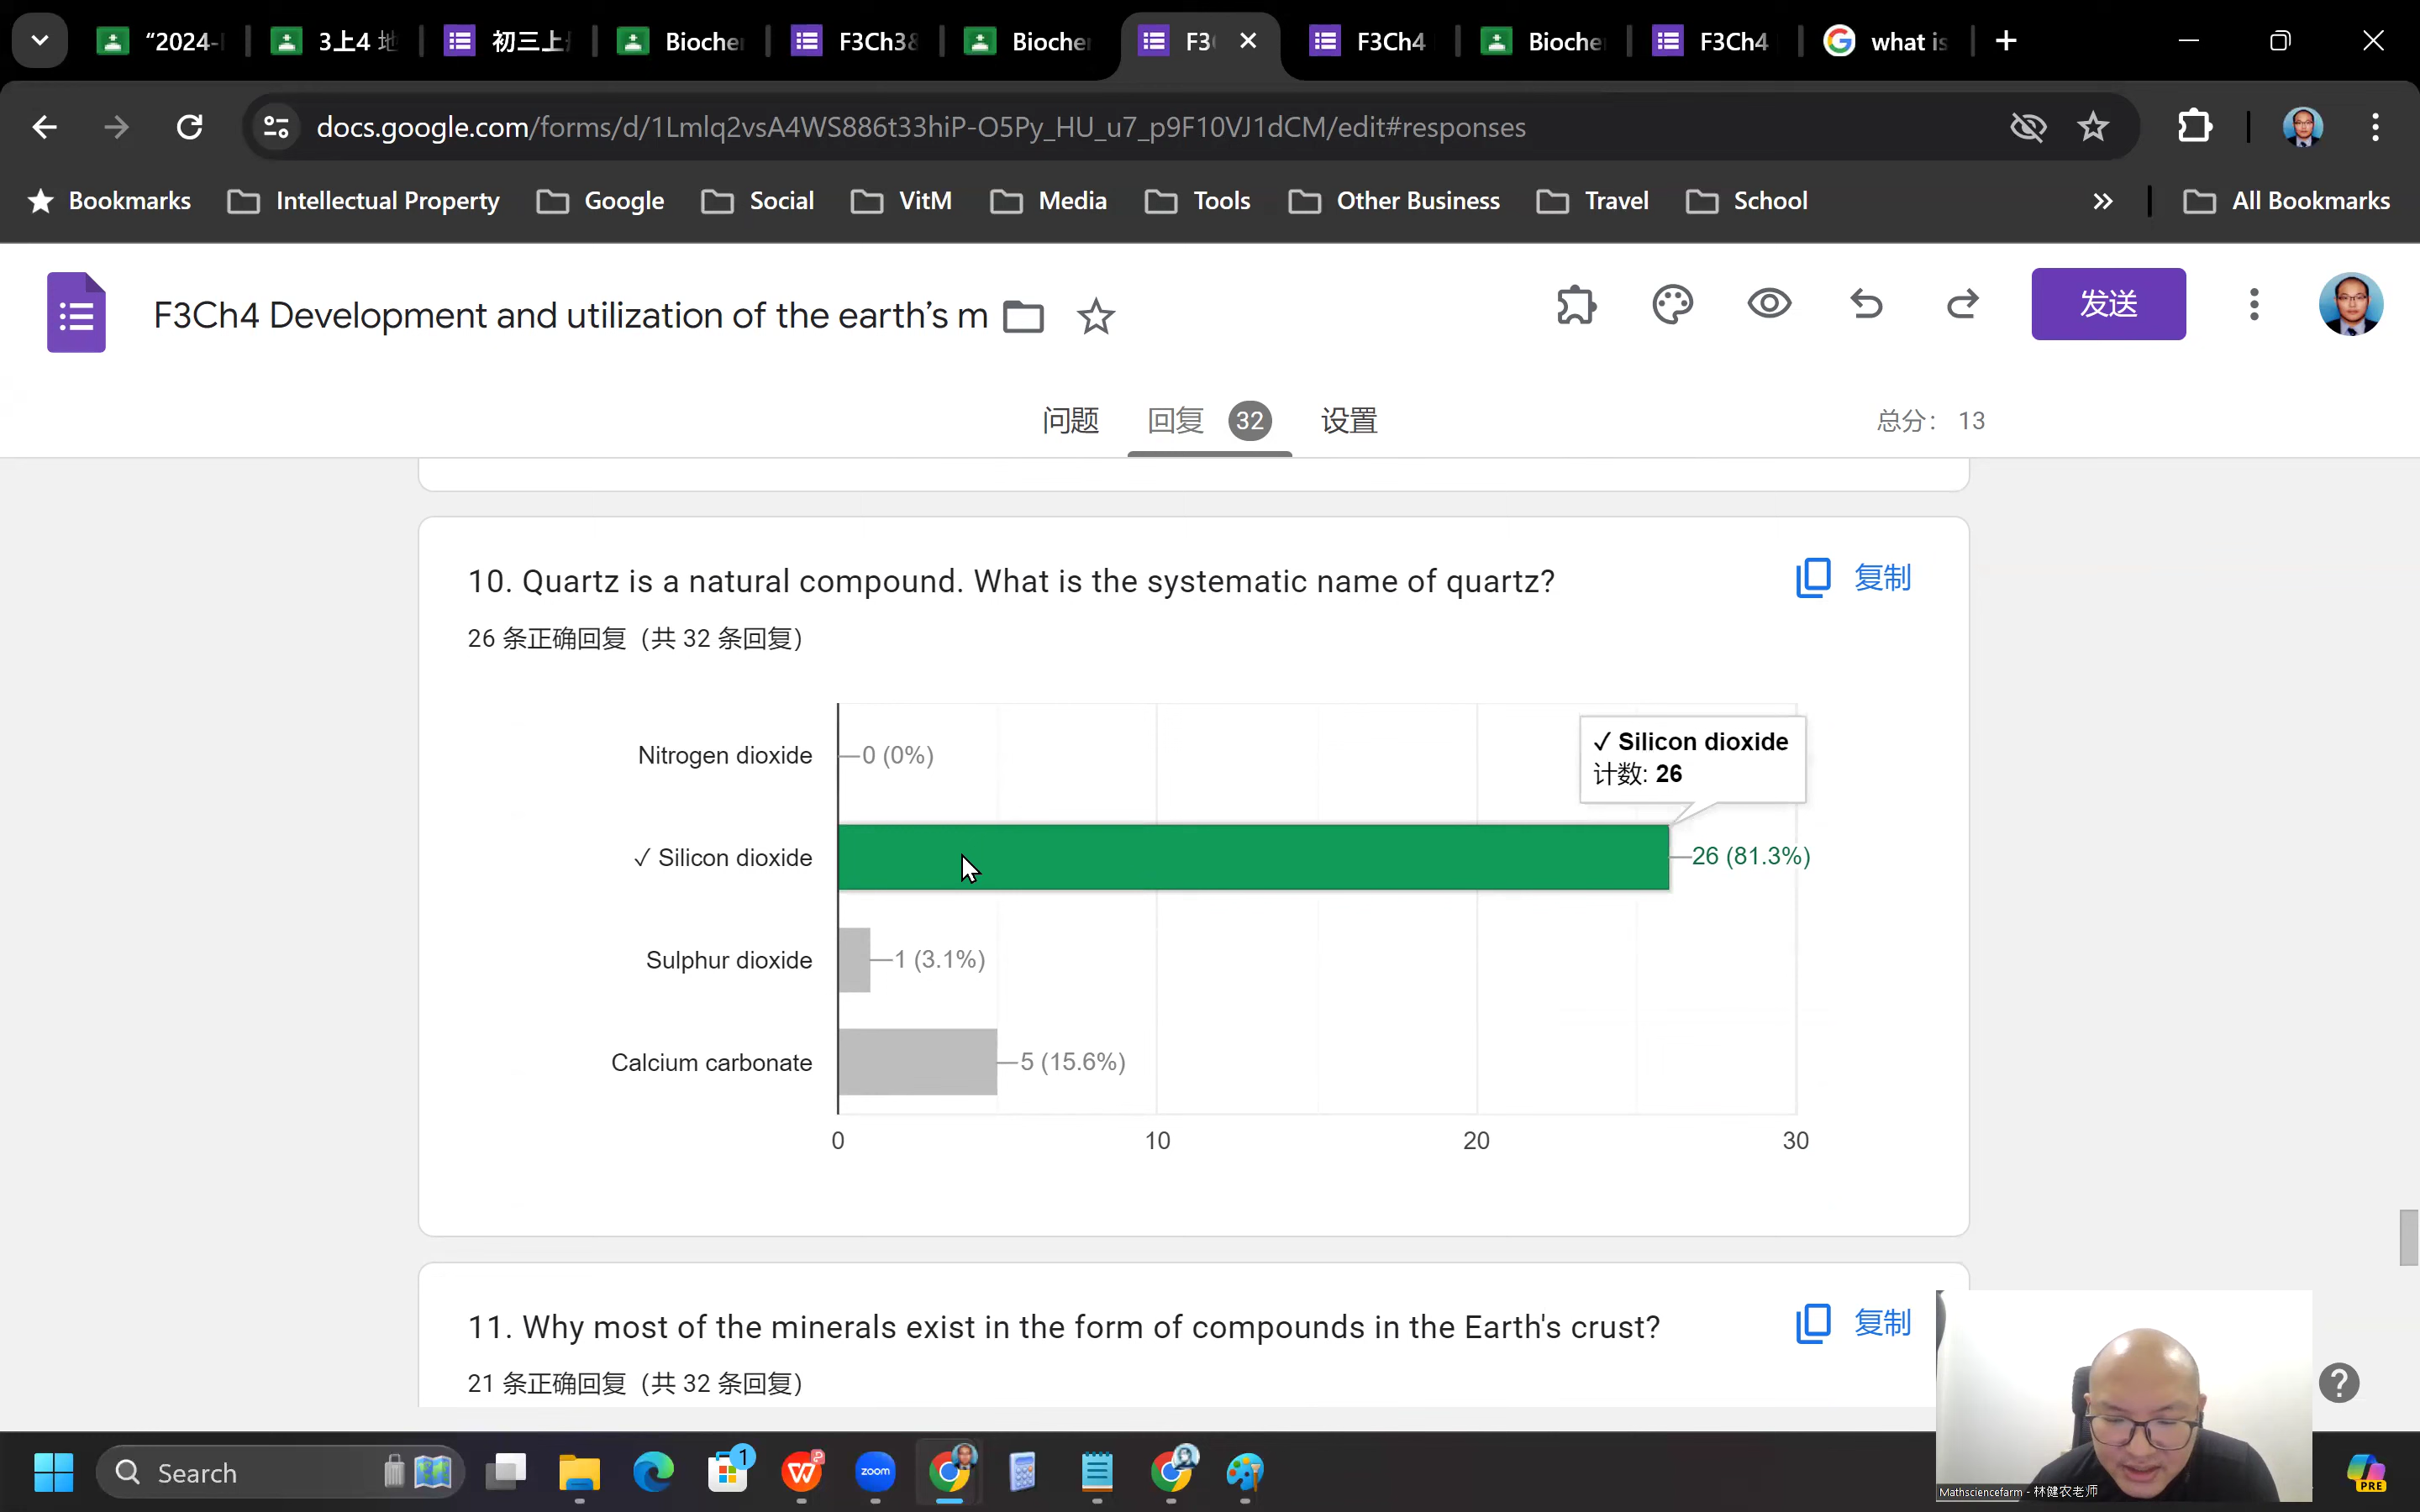 "2024-
3上4 地
初三上
Biocher
F3Ch3&
Bioche
F3
F3Ch4
Bioche
F3Ch4
what is
docs.google.com/forms/d/1Lmlq2vsA4WS886t33hiP-O5Py_HU_u7_p9F10VJ1dCM/edit#responses
Bookmarks
Intellectual Property
Google
Social
VitM
Media
Tools
Other Business
Travel
School
All Bookmarks
F3Ch4 Development and utilization of the earth's m
发送
问题
回复 32
设置
总分： 13
10. Quartz is a natural compound. What is the systematic name of quartz?
复制
26 条正确回复（共 32 条回复）
Nitrogen dioxide
0 (0%)
✓ Silicon dioxide
计数: 26
✓ Silicon dioxide
26 (81.3%)
Sulphur dioxide
1 (3.1%)
Calcium carbonate
5 (15.6%)
0
10
20
30
11. Why most of the minerals exist in the form of compounds in the Earth's crust?
复制
21 条正确回复（共 32 条回复）
Mathsciencefarm - 林健农老师
Search
1
zoom
PRE